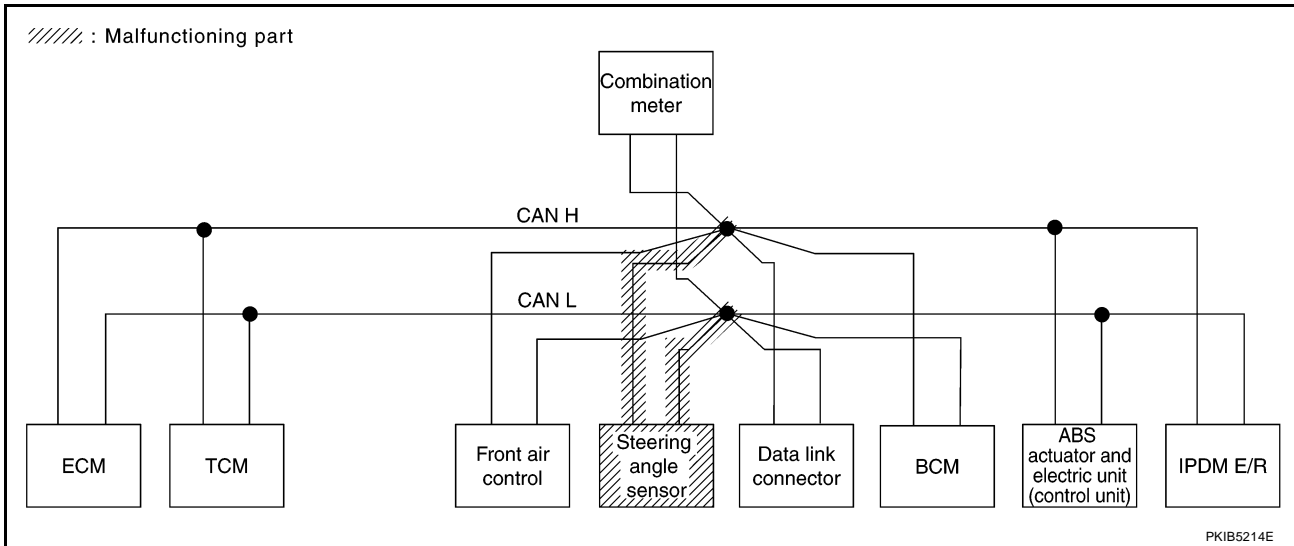 : Malfunctioning part
Combination
meter
CAN H
CAN L
ECM
TCM
Front air
control
Steering
angle
sensor
Data link
connector
BCM
ABS
actuator and
electric unit
(control unit)
IPDM E/R
PKIB5214E